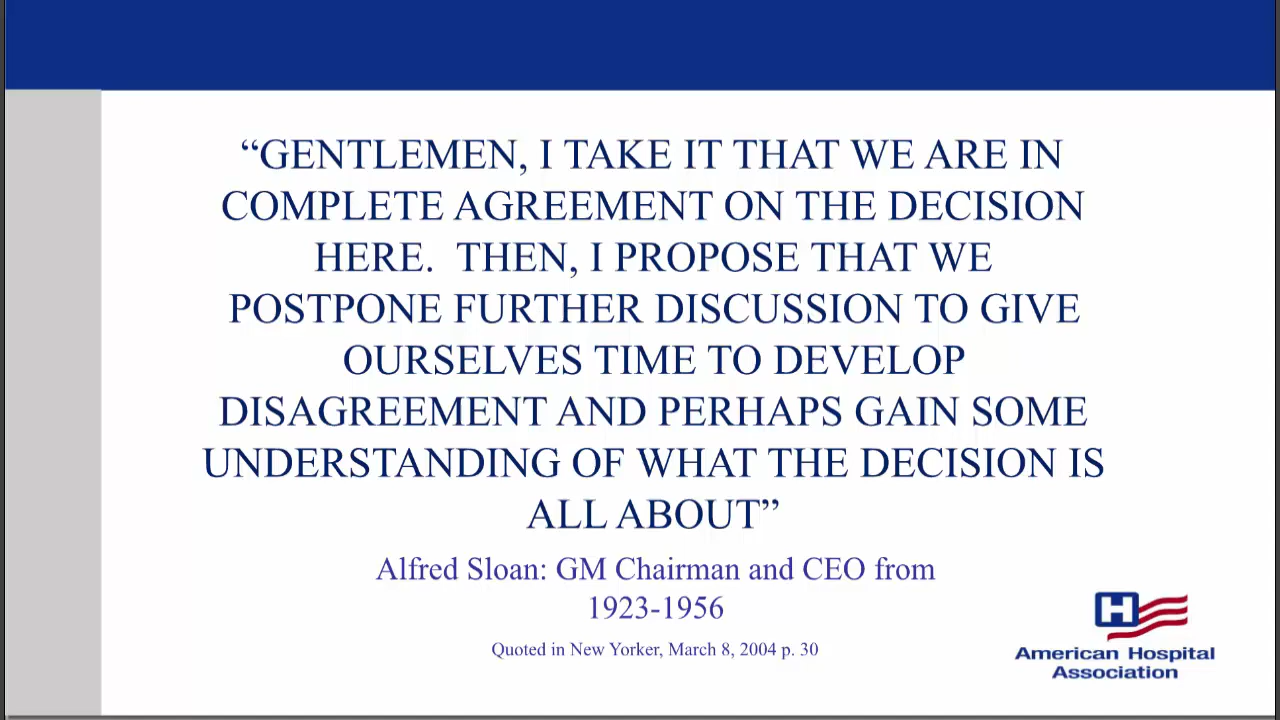 “GENTLEMEN, I TAKE IT THAT WE ARE IN
COMPLETE AGREEMENT ON THE DECISION
HERE.  THEN, I PROPOSE THAT WE
POSTPONE FURTHER DISCUSSION TO GIVE
OURSELVES TIME TO DEVELOP
DISAGREEMENT AND PERHAPS GAIN SOME
UNDERSTANDING OF WHAT THE DECISION IS
ALL ABOUT”
Alfred Sloan: GM Chairman and CEO from
1923-1956
Quoted in New Yorker, March 8, 2004 p. 30
H
American Hospital
Association